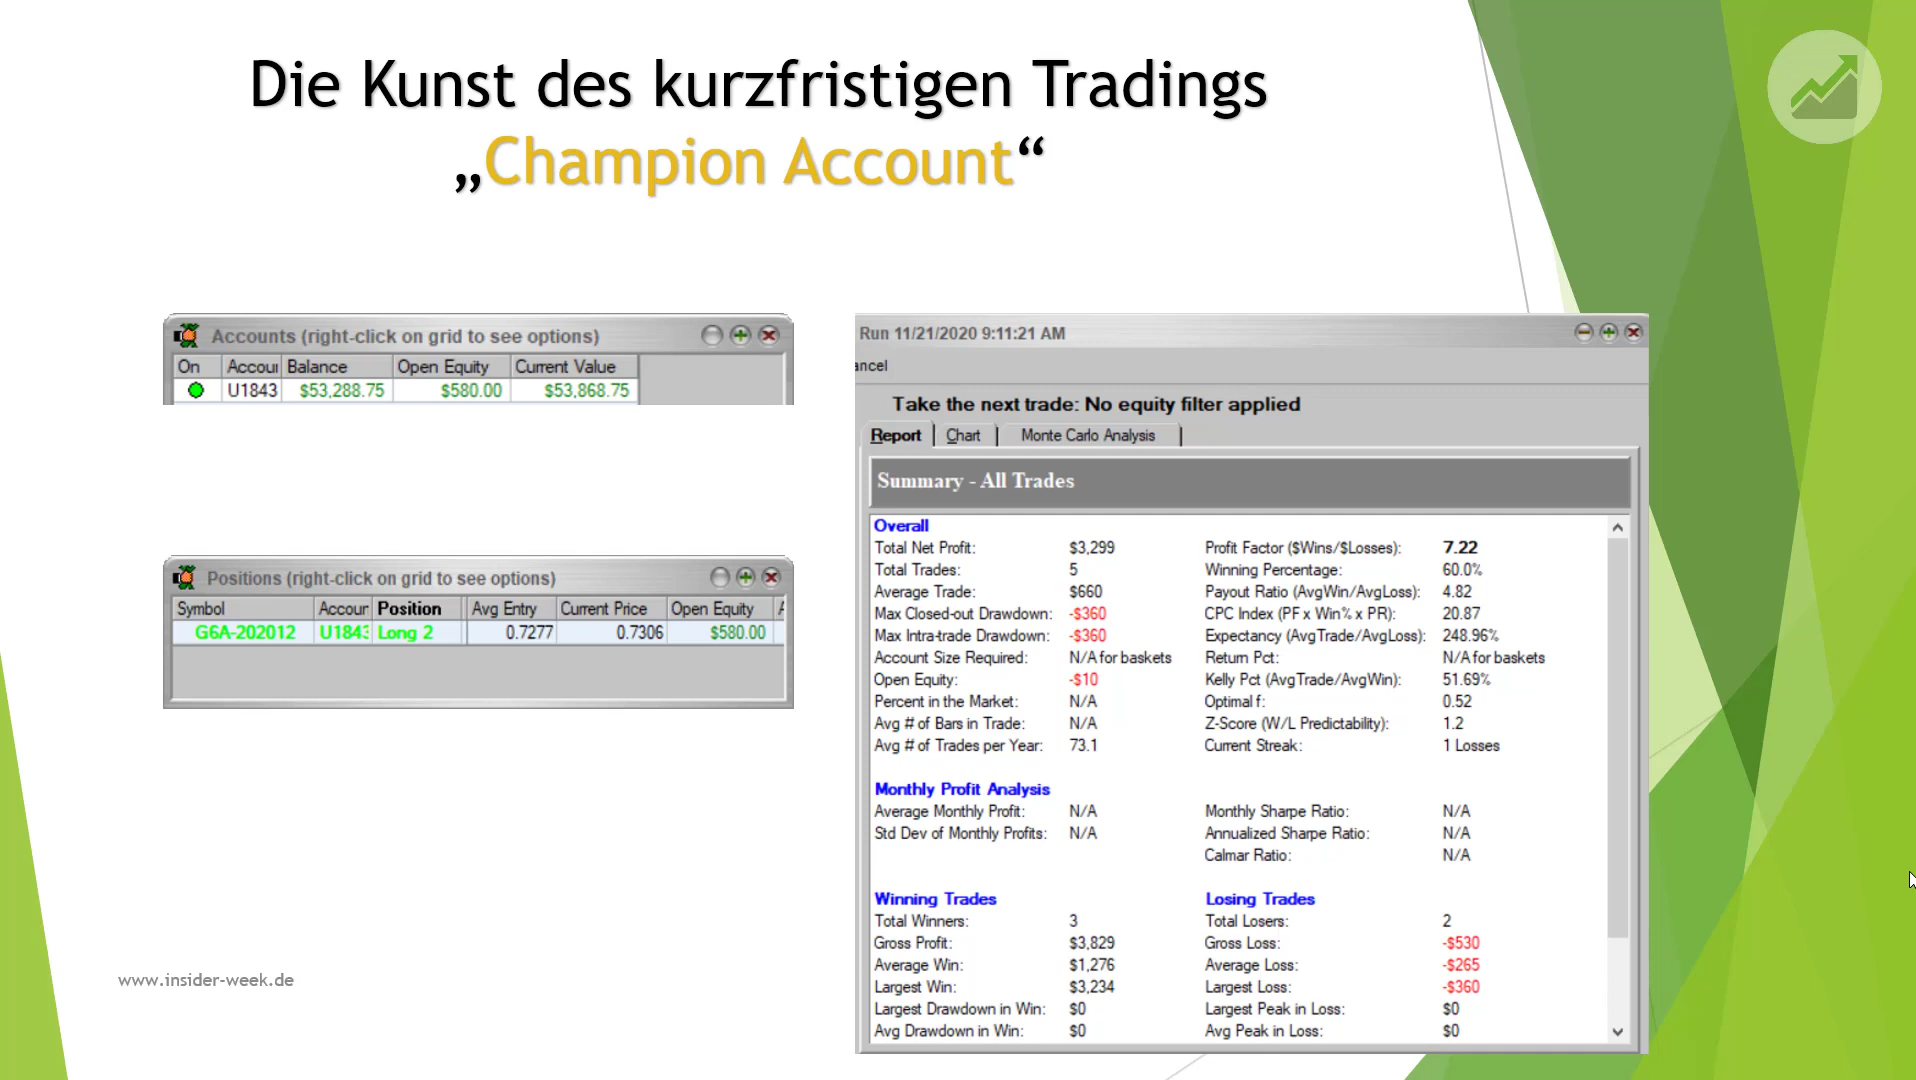 Die Kunst des kurzfristigen Tradings
„Champion Account“
Accounts (right-click on grid to see options)
On Accour Balance Open Equity Current Value
U1843 $53,288.75 $580.00 $53,868.75
Positions (right-click on grid to see options)
Symbol Accour Position Avg Entry Current Price Open Equity
G6A-202012 U1843 Long 2 0.7277 0.7306 $580.00
www.insider-week.de
Run 11/21/2020 9:11:21 AM
ancel
Take the next trade: No equity filter applied
Report Chart Monte Carlo Analysis
Summary - All Trades
Overall
Total Net Profit: $3,299 Profit Factor ($Wins/$Losses): 7.22
Total Trades: 5 Winning Percentage: 60.0%
Average Trade: $660 Payout Ratio (AvgWin/AvgLoss): 4.82
Max Closed-out Drawdown: -$360 CPC Index (PF x Win% x PR): 20.87
Max Intra-trade Drawdown: -$360 Expectancy (AvgTrade/AvgLoss): 248.96%
Account Size Required: N/A for baskets Return Pct: N/A for baskets
Open Equity: -$10 Kelly Pct (AvgTrade/AvgWin): 51.69%
Percent in the Market: N/A Optimal f: 0.52
Avg # of Bars in Trade: N/A Z-Score (W/L Predictability): 1.2
Avg # of Trades per Year: 73.1 Current Streak: 1 Losses
Monthly Profit Analysis
Average Monthly Profit: N/A Monthly Sharpe Ratio: N/A
Std Dev of Monthly Profits: N/A Annualized Sharpe Ratio: N/A
Calmar Ratio: N/A
Winning Trades Losing Trades
Total Winners: 3 Total Losers: 2
Gross Profit: $3,829 Gross Loss: -$530
Average Win: $1,276 Average Loss: -$265
Largest Win: $3,234 Largest Loss: -$360
Largest Drawdown in Win: $0 Largest Peak in Loss: $0
Avg Drawdown in Win: $0 Avg Peak in Loss: $0